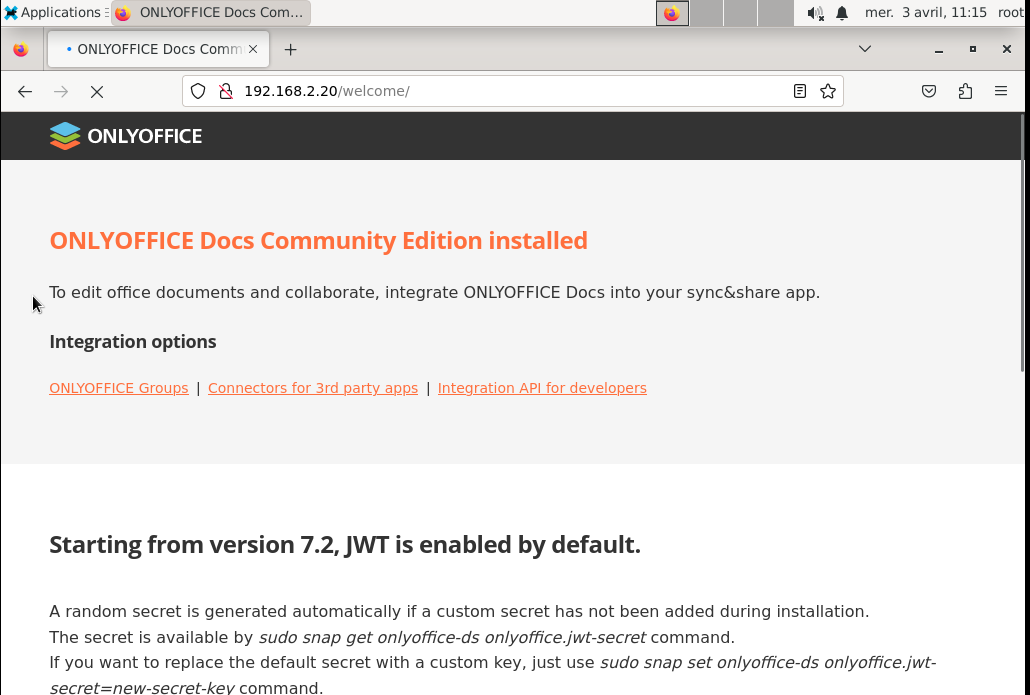 Applications
ONLYOFFICE Docs Com...
mer. 3 avril, 11:15
root
ONLYOFFICE Docs Comm
192.168.2.20/welcome/
ONLYOFFICE
ONLYOFFICE Docs Community Edition installed
To edit office documents and collaborate, integrate ONLYOFFICE Docs into your sync&share app.
Integration options
ONLYOFFICE Groups | Connectors for 3rd party apps | Integration API for developers
Starting from version 7.2, JWT is enabled by default.
A random secret is generated automatically if a custom secret has not been added during installation.
The secret is available by sudo snap get onlyoffice-ds onlyoffice.jwt-secret command.
If you want to replace the default secret with a custom key, just use sudo snap set onlyoffice-ds onlyoffice.jwt-
secret=new-secret-key command.